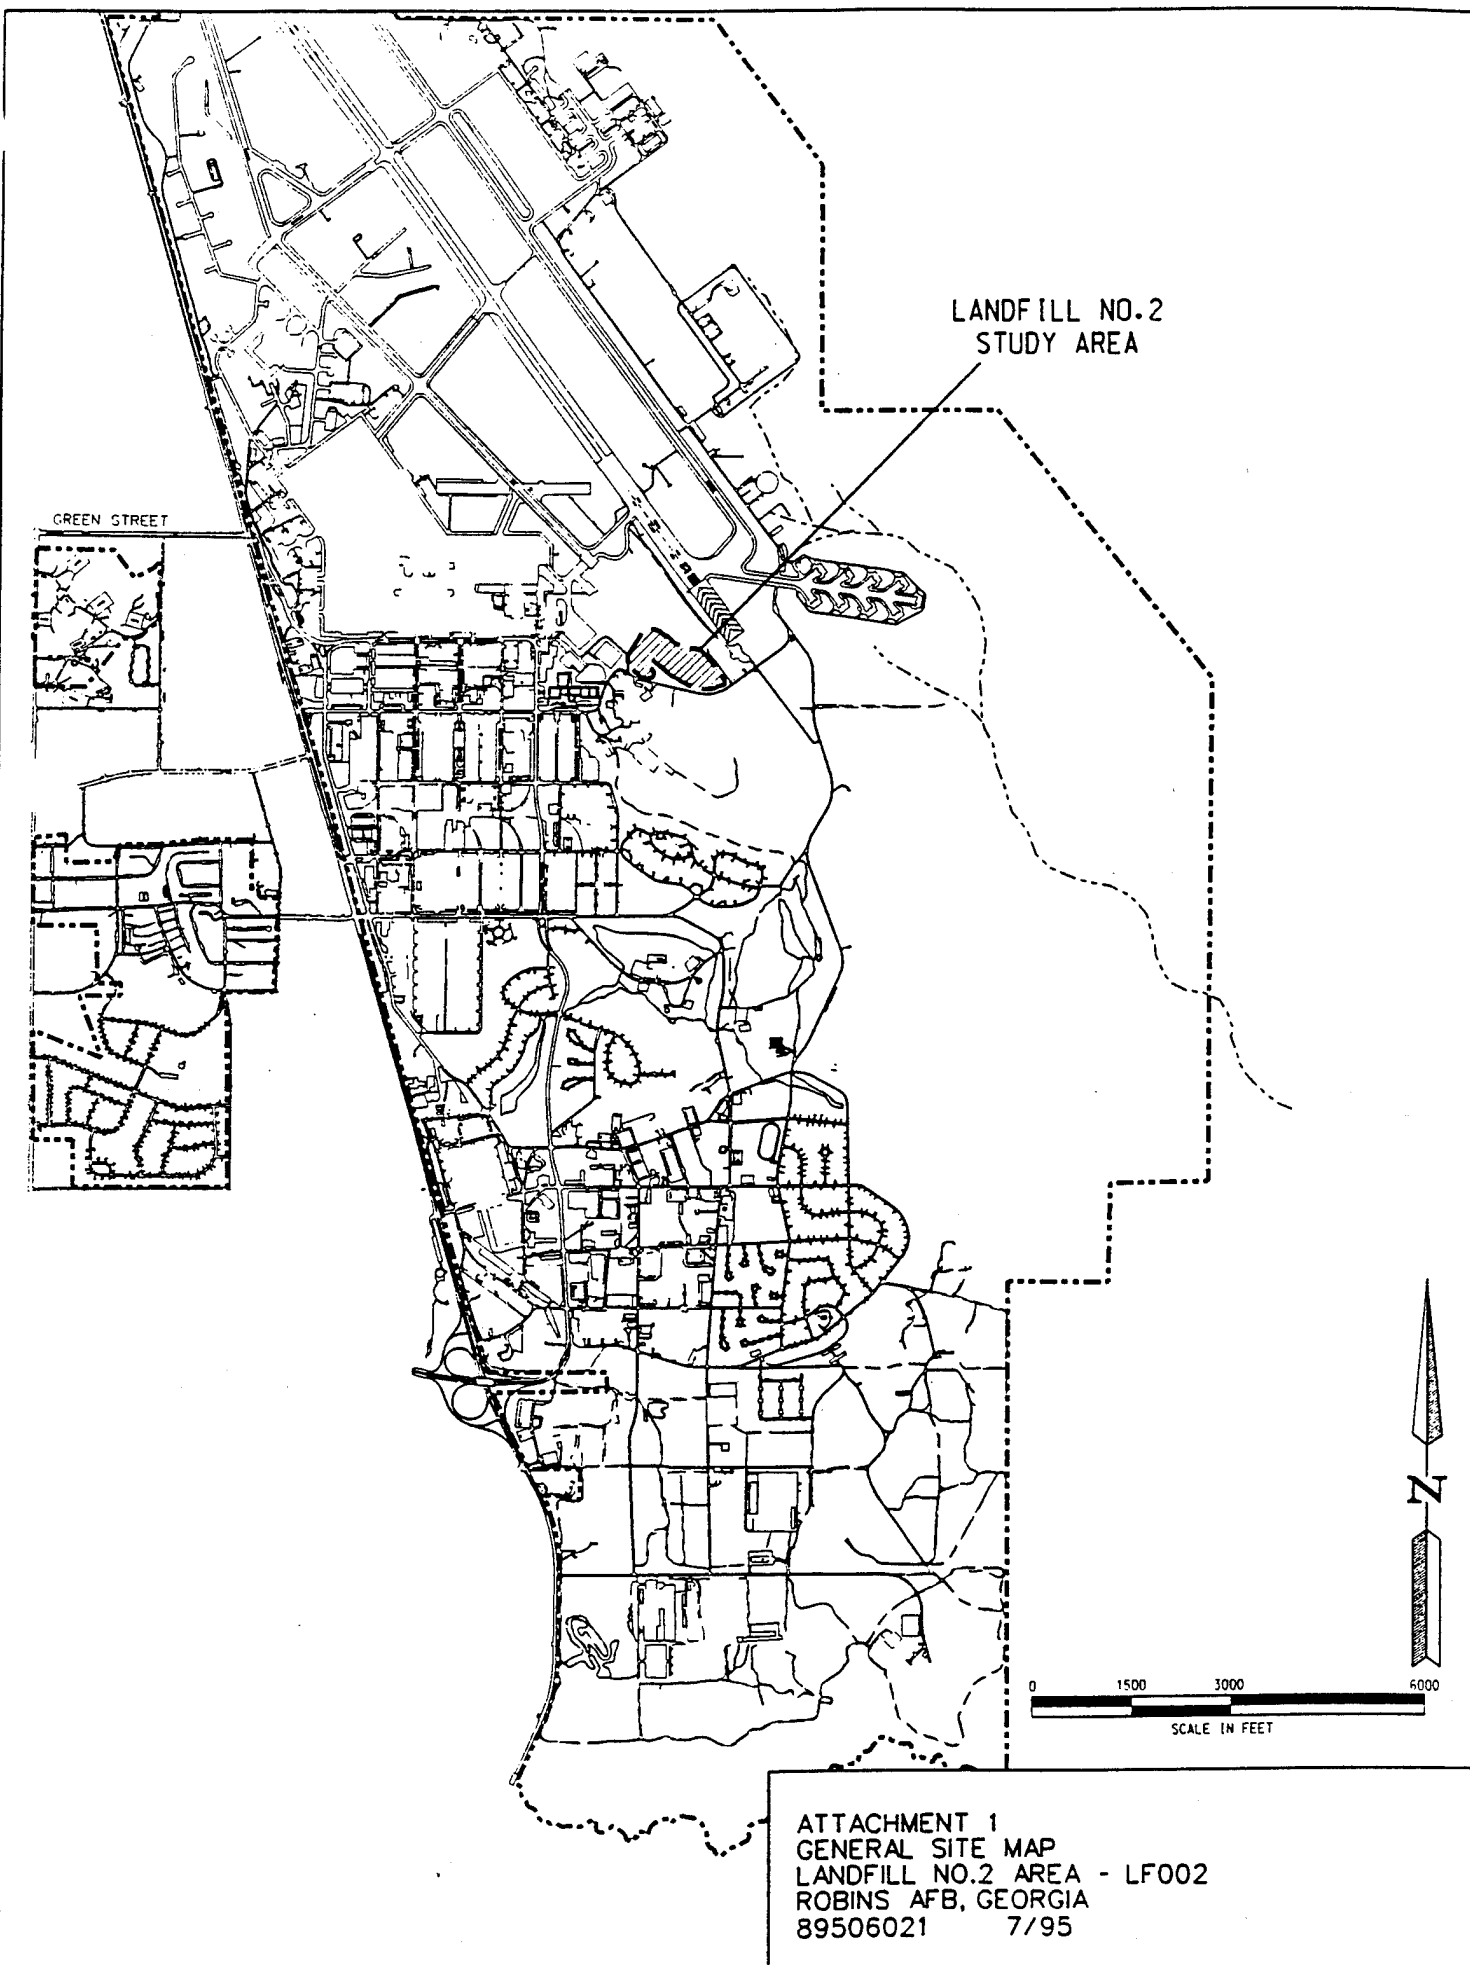 LANDFILL NO.2
STUDY AREA
GREEN STREET
N
0 1500 3000 6000
SCALE IN FEET
ATTACHMENT 1
GENERAL SITE MAP
LANDFILL NO.2 AREA - LF002
ROBINS AFB, GEORGIA
89506021 7/95